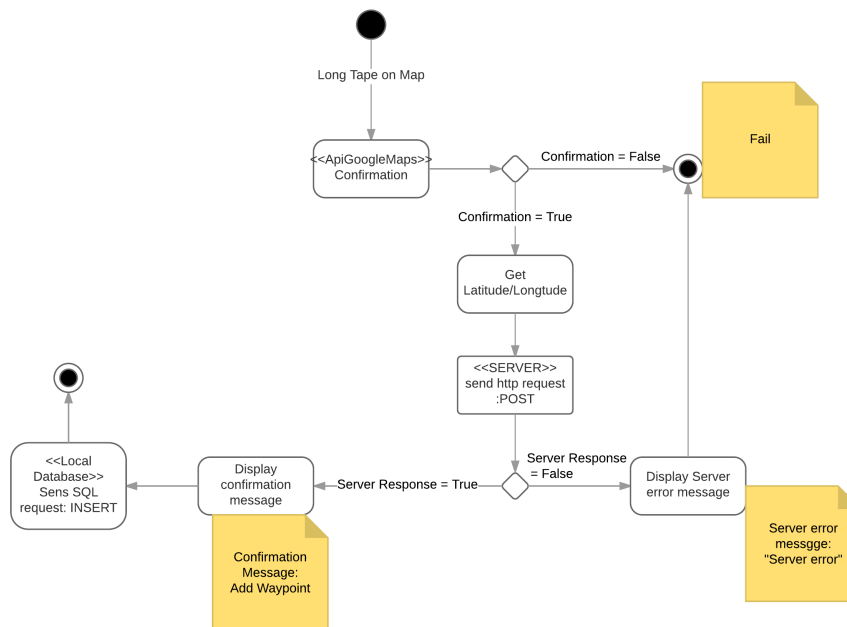 Long Tape on Map
<<ApiGoogleMaps>>
Confirmation
Confirmation = False
Fail
Confirmation = True
Get
Latitude/Longtude
<<SERVER>>
send http request
:POST
Server Response
= False
Server Response = True
Display Server
error message
Display
confirmation
message
<<Local
Database>>
Sens SQL
request: INSERT
Server error
messgge:
"Server error"
Confirmation
Message:
Add Waypoint